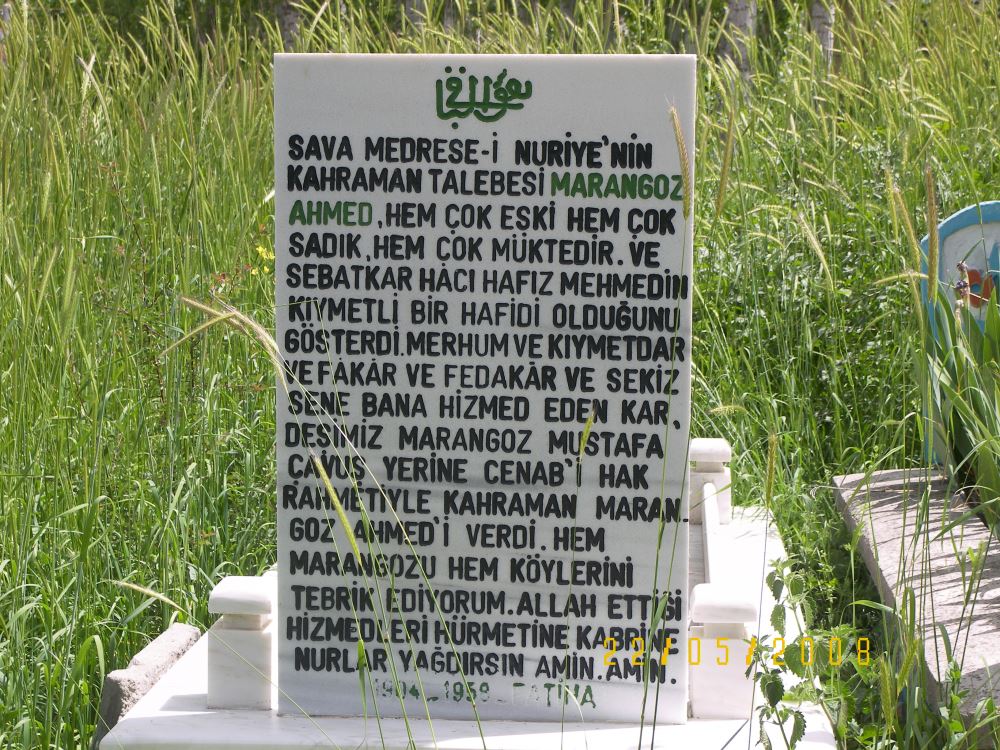 هوالباقى
SAVA MEDRESE-İ NURİYE'NİN
KAHRAMAN TALEBESİ MARANGOZ
AHMED, HEM ÇOK EŞKİ HEM ÇOK
SADIK, HEM ÇOK MÜKTEDİR. VE
SEBATKAR HACI HAFIZ MEHMEDİN
KIYMETLİ BİR HAFİDİ OLDUĞUNU
GÖSTERDİ. MERHUM VE KIYMETDAR
VE FÂKÂR VE FEDAKÂR VE SEKİZ
SENE BANA HİZMED EDEN KAR,
DEŞİMİZ MARANGOZ MUSTAFA
ÇAVUŞ YERİNE CENAB'İ HAK
RAHMETİYLE KAHRAMAN MARAN.
GOZ AHMED'İ VERDİ. HEM
MARANGOZU HEM KÖYLERİNİ
TEBRİK EDİYORUM. ALLAH ETTİĞİ
HİZMEDLERİ HÜRMETİNE KABRİNE
NURLAR YAĞDIRSIN AMİN. AMİN.
FATİHA
22/05/2008